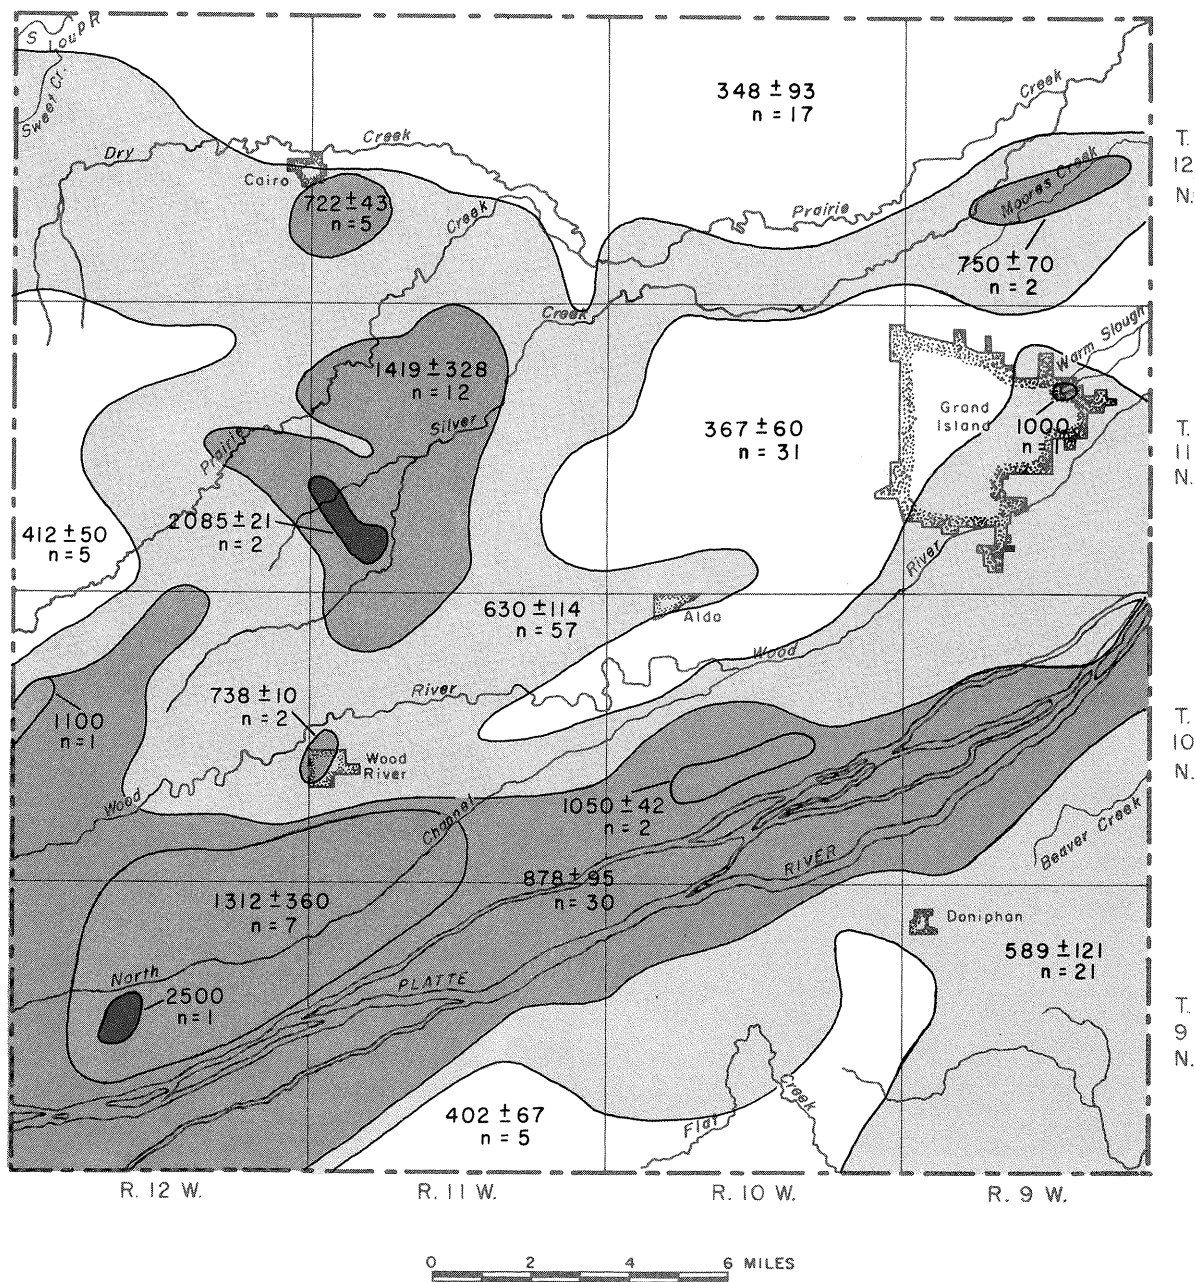 S Loup R
Sweet Cr.
Dry
Creek
Cairo
722 ± 43
n = 5
Creek
348 ± 93
n = 17
Creek
Prairie
Moores Creek
750 ± 70
n = 2
T.
12
N.
Creek
1419 ± 328
n = 12
Silver
Prairie
2085 ± 21
n = 2
412 ± 50
n = 5
367 ± 60
n = 31
Grand
Island
Warm Slough
1000
n = 1
T.
11
N.
River
630 ± 114
n = 57
Alda
Wood
River
738 ± 10
n = 2
1100
n = 1
Wood
River
Wood
Channel
1050 ± 42
n = 2
T.
10
N.
Beaver Creek
RIVER
878 ± 95
n = 30
1312 ± 360
n = 7
North
2500
n = 1
PLATTE
Doniphan
589 ± 121
n = 21
T.
9
N.
402 ± 67
n = 5
Flat
Creek
R. 12 W.
R. 11 W.
R. 10 W.
R. 9 W.
0 2 4 6 MILES